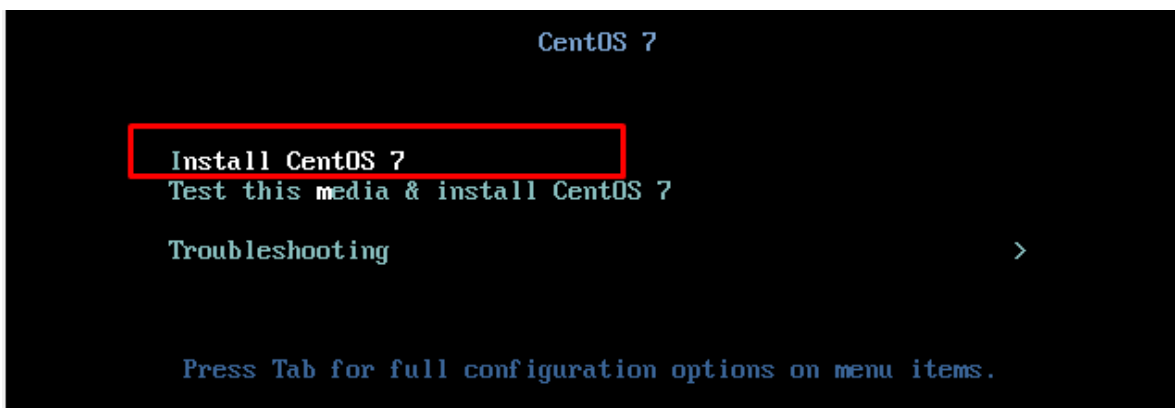 CentOS 7
Install CentOS 7
Test this media & install CentOS 7
Troubleshooting >
Press Tab for full configuration options on menu items.